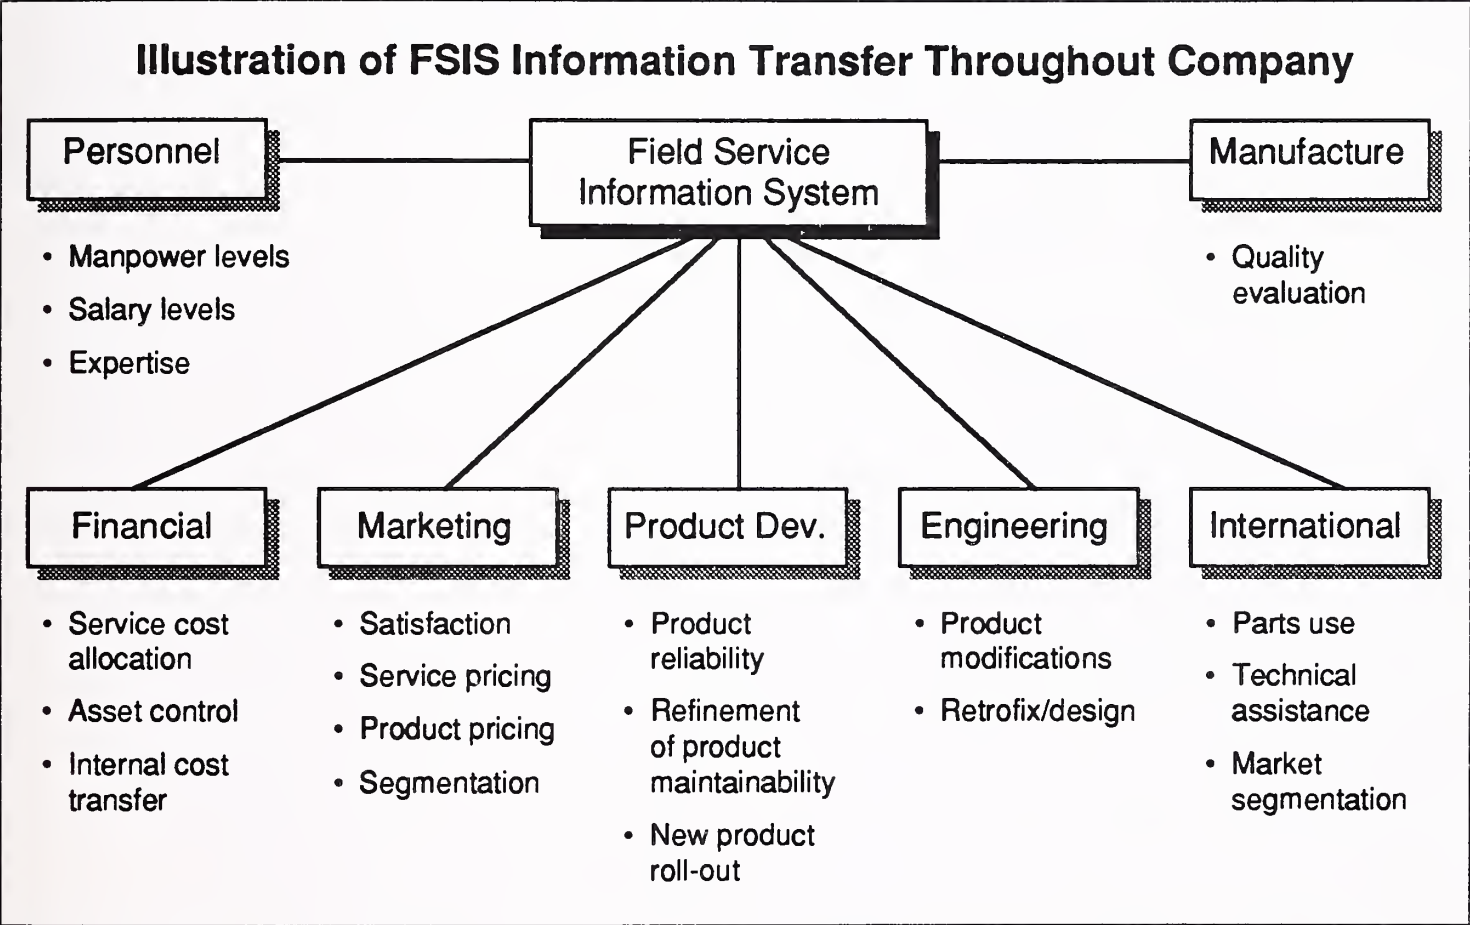 Illustration of FSIS Information Transfer Throughout Company
Personnel
Field Service
Information System
Manufacture
• Manpower levels
• Salary levels
• Expertise
• Quality
evaluation
Financial
Marketing
Product Dev.
Engineering
International
• Service cost
allocation
• Asset control
• Internal cost
transfer
• Satisfaction
• Service pricing
• Product pricing
• Segmentation
• Product
reliability
• Refinement
of product
maintainability
• New product
roll-out
• Product
modifications
• Retrofix/design
• Parts use
• Technical
assistance
• Market
segmentation